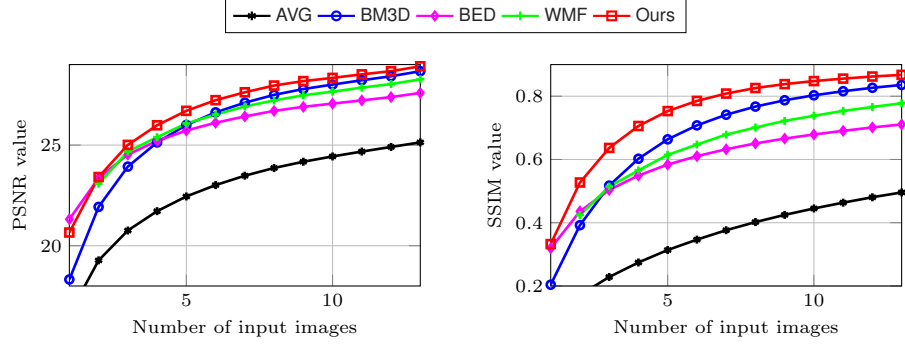 AVG BM3D BED WMF Ours
PSNR value
25
20
5 10
Number of input images
SSIM value
0.8
0.6
0.4
0.2
5 10
Number of input images